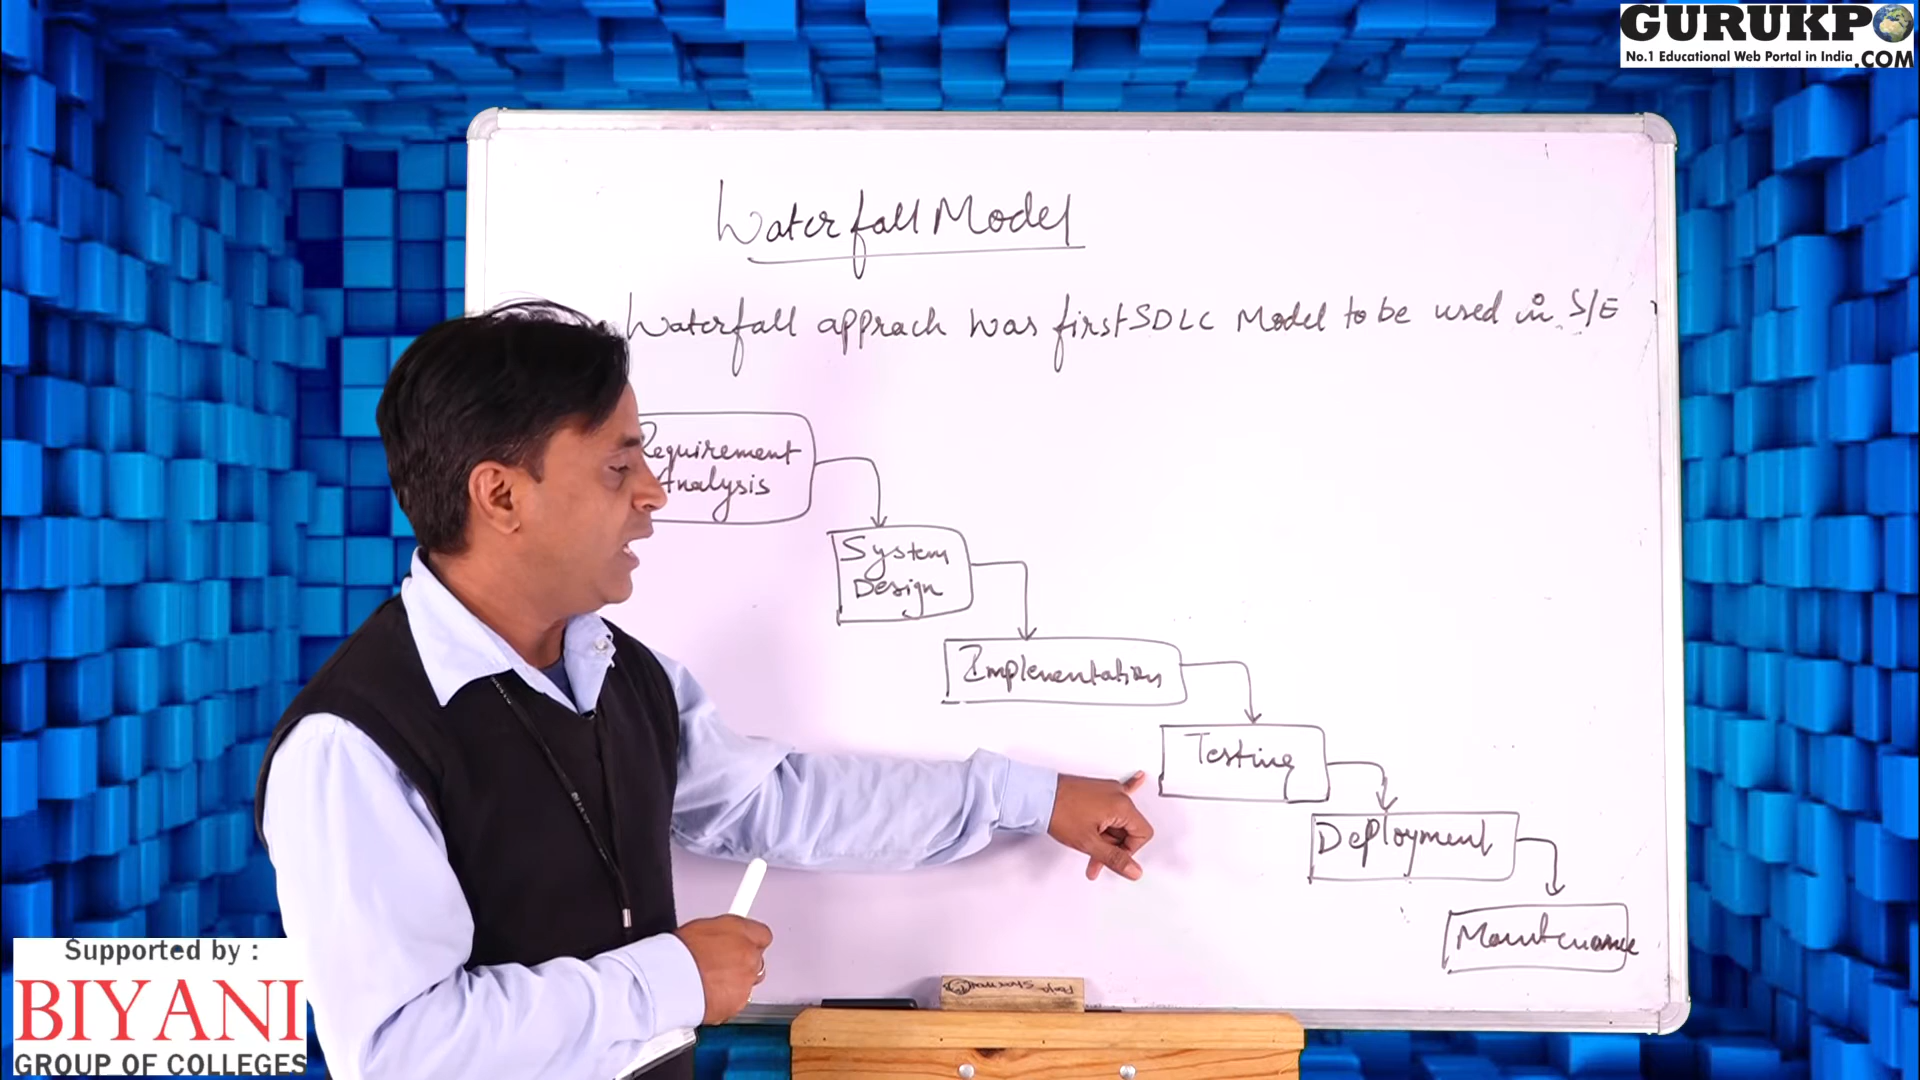 GURUKPO
No.1 Educational Web Portal in India .COM
Waterfall Model
Waterfall apprach was first SDLC Model to be used in S/E
Requirement
Analysis
System
Design
Implementation
Testing
Deployment
Maintenance
Supported by :
BIYANI
GROUP OF COLLEGES